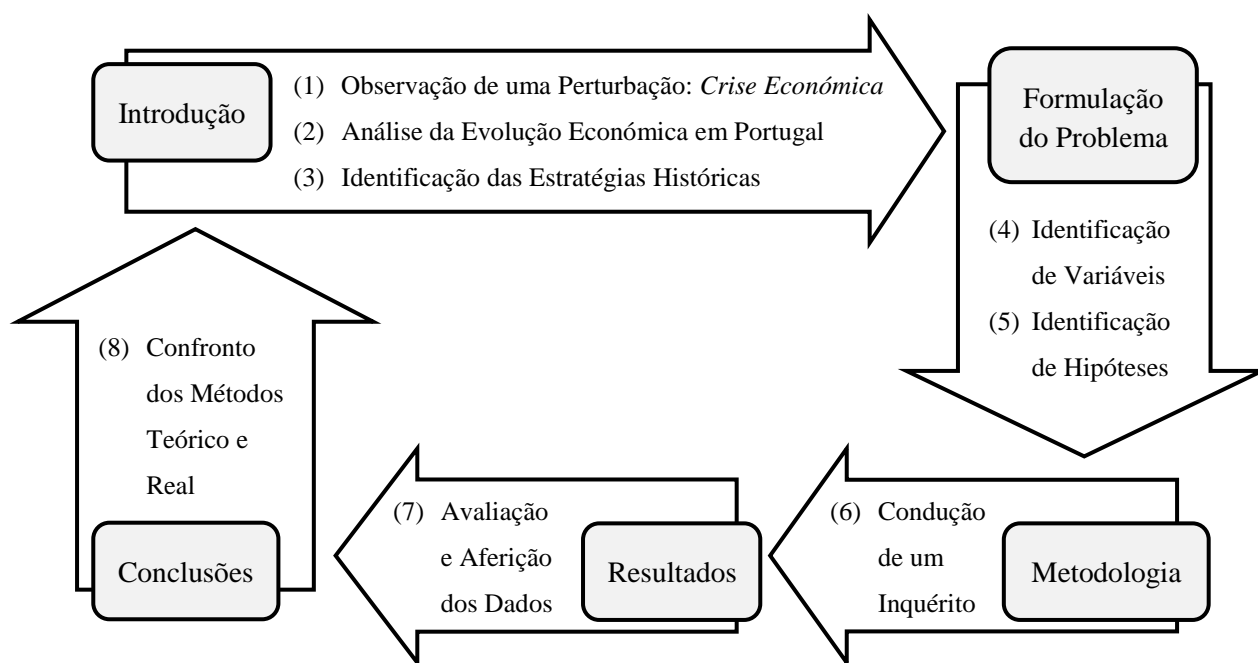 Introdução
(1) Observação de uma Perturbação: Crise Económica
(2) Análise da Evolução Económica em Portugal
(3) Identificação das Estratégias Históricas
Formulação
do Problema
(4) Identificação
de Variáveis
(5) Identificação
de Hipóteses
Metodologia
(6) Condução
de um
Inquérito
Resultados
(7) Avaliação
e Aferição
dos Dados
Conclusões
(8) Confronto
dos Métodos
Teórico e
Real